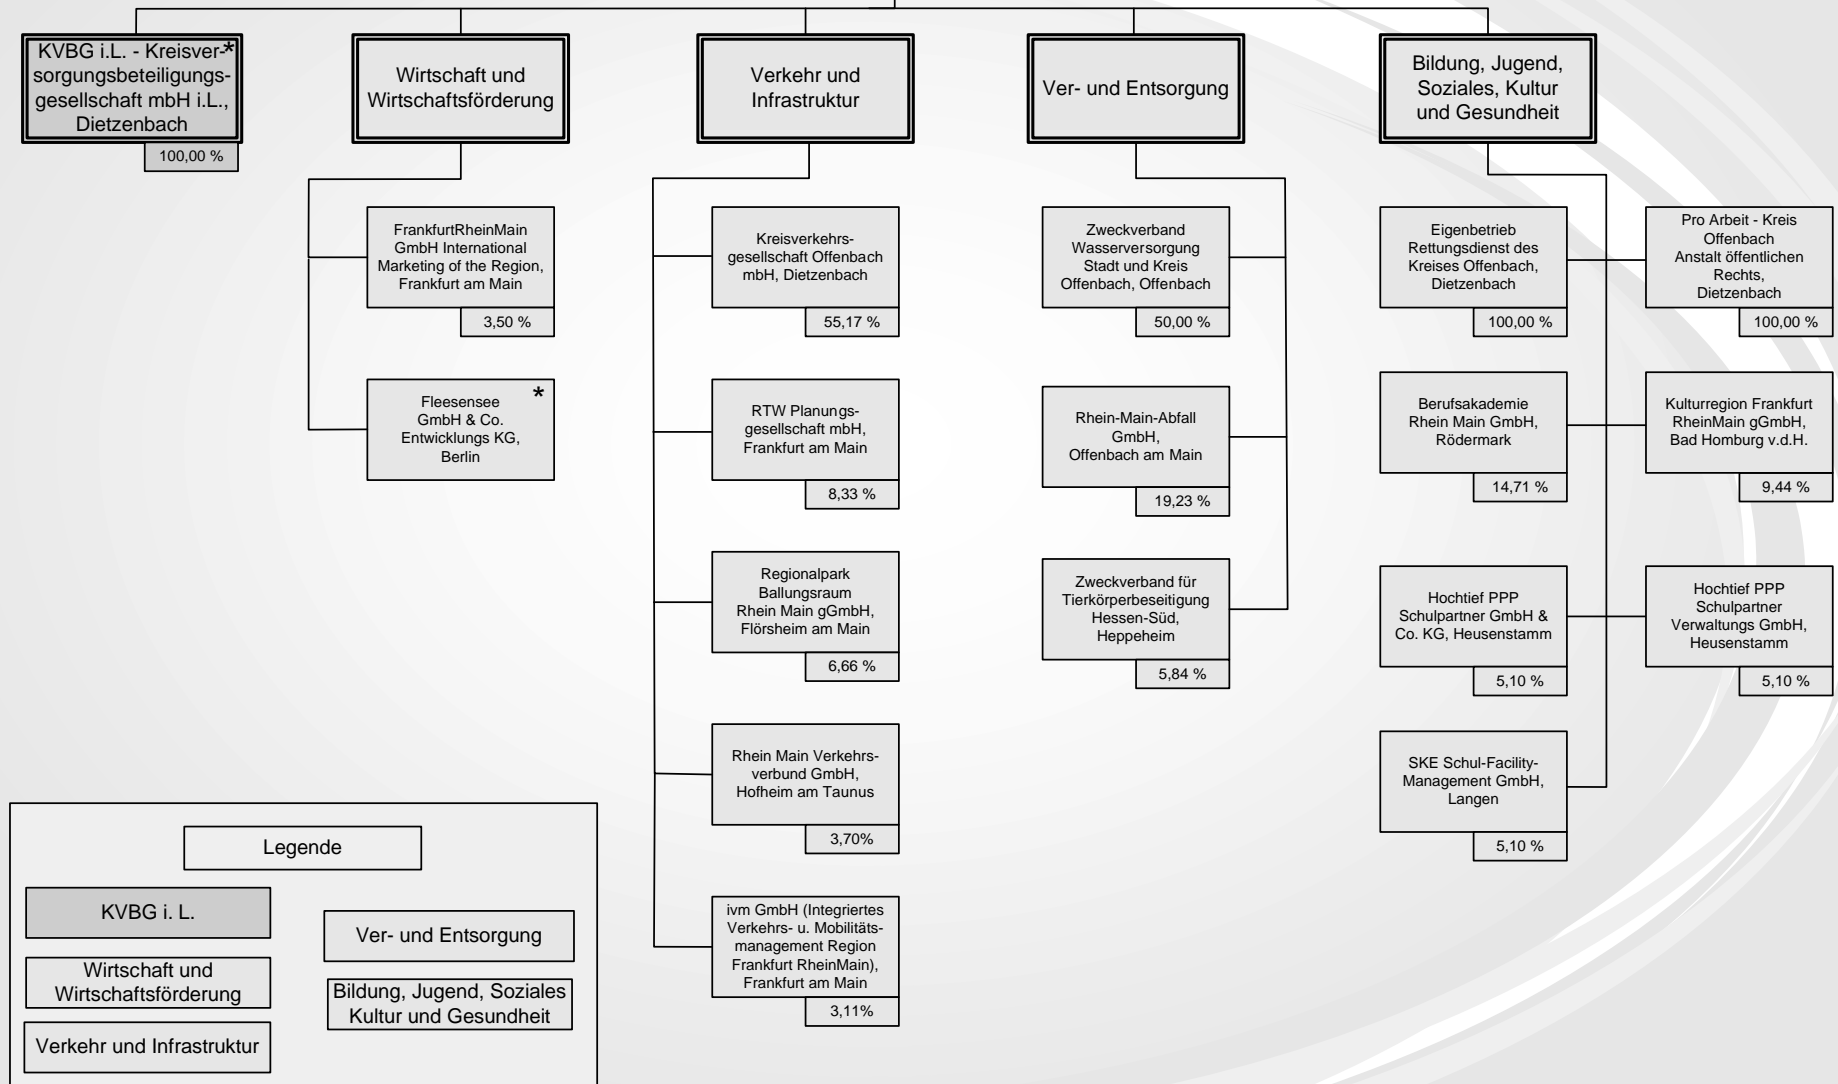 KVBG i.L. - Kreisver-*
sorgungsbeteiligungs-
gesellschaft mbH i.L.,
Dietzenbach
100,00 %
Wirtschaft und
Wirtschaftsförderung
FrankfurtRheinMain
GmbH International
Marketing of the Region,
Frankfurt am Main
3,50 %
Fleesensee *
GmbH & Co.
Entwicklungs KG,
Berlin
Verkehr und
Infrastruktur
Kreisverkehrs-
gesellschaft Offenbach
mbH, Dietzenbach
55,17 %
RTW Planungs-
gesellschaft mbH,
Frankfurt am Main
8,33 %
Regionalpark
Ballungsraum
Rhein Main gGmbH,
Flörsheim am Main
6,66 %
Rhein Main Verkehrs-
verbund GmbH,
Hofheim am Taunus
3,70%
ivm GmbH (Integriertes
Verkehrs- u. Mobilitäts-
management Region
Frankfurt RheinMain),
Frankfurt am Main
3,11%
Ver- und Entsorgung
Zweckverband
Wasserversorgung
Stadt und Kreis
Offenbach, Offenbach
50,00 %
Rhein-Main-Abfall
GmbH,
Offenbach am Main
19,23 %
Zweckverband für
Tierkörperbeseitigung
Hessen-Süd,
Heppeheim
5,84 %
Bildung, Jugend,
Soziales, Kultur
und Gesundheit
Eigenbetrieb
Rettungsdienst des
Kreises Offenbach,
Dietzenbach
100,00 %
Pro Arbeit - Kreis
Offenbach
Anstalt öffentlichen
Rechts,
Dietzenbach
100,00 %
Berufsakademie
Rhein Main GmbH,
Rödermark
14,71 %
Kulturregion Frankfurt
RheinMain gGmbH,
Bad Homburg v.d.H.
9,44 %
Hochtief PPP
Schulpartner GmbH &
Co. KG, Heusenstamm
5,10 %
Hochtief PPP
Schulpartner
Verwaltungs GmbH,
Heusenstamm
5,10 %
SKE Schul-Facility-
Management GmbH,
Langen
5,10 %
Legende
KVBG i. L.
Wirtschaft und
Wirtschaftsförderung
Verkehr und Infrastruktur
Ver- und Entsorgung
Bildung, Jugend, Soziales
Kultur und Gesundheit